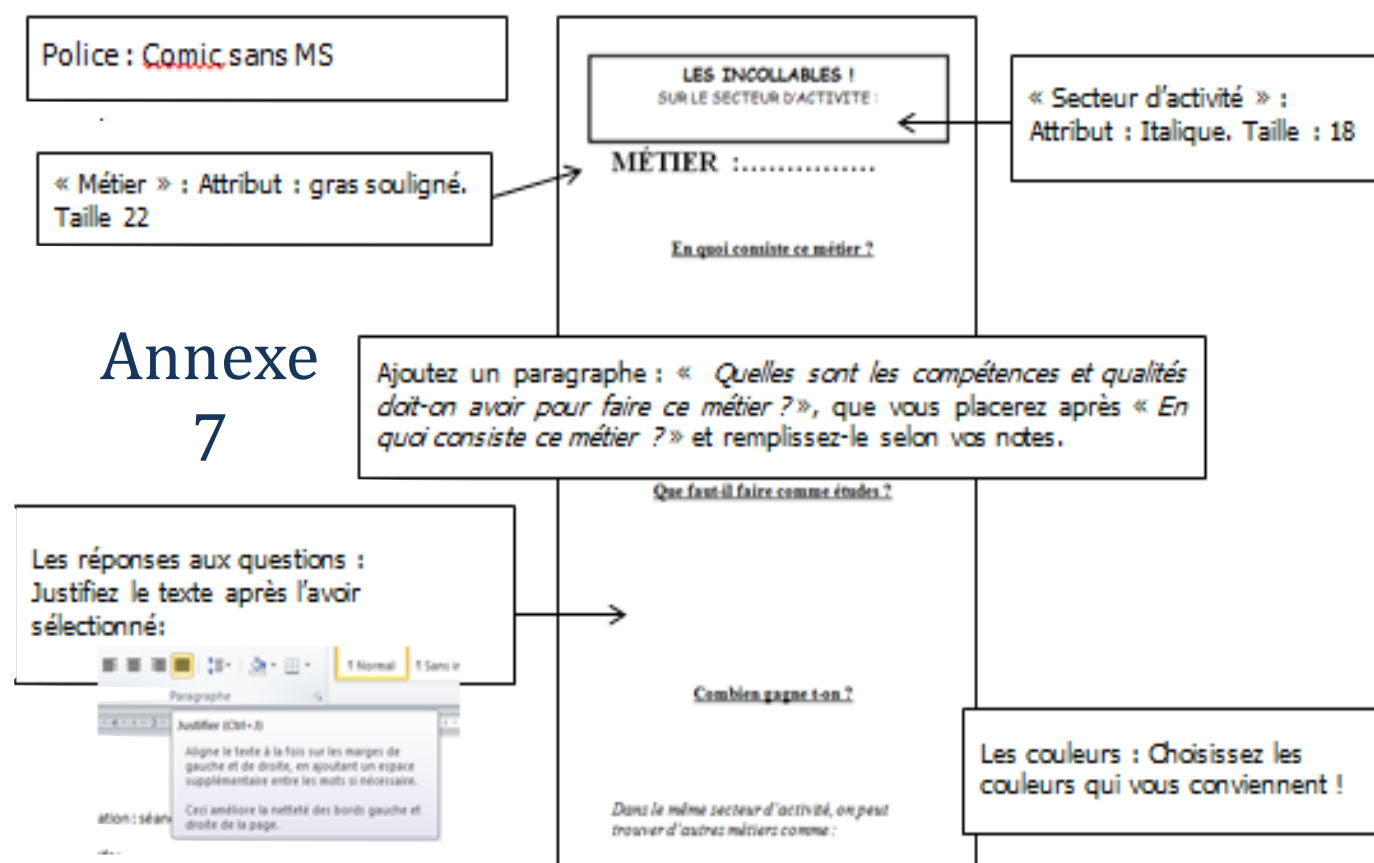 Police : Comic sans MS
LES INCOLLABLES !
SUR LE SECTEUR D'ACTIVITE :
« Secteur d'activité » :
Attribut : Italique. Taille : 18
« Métier » : Attribut : gras souligné.
Taille 22
MÉTIER :...............
En quoi consiste ce métier ?
Annexe
7
Ajoutez un paragraphe : « Quelles sont les compétences et qualités
doit-on avoir pour faire ce métier ? », que vous placerez après « En
quoi consiste ce métier ? » et remplissez-le selon vos notes.
Que faut-il faire comme études ?
Les réponses aux questions :
Justifiez le texte après l'avoir
sélectionné:
¶ Normal ¶ Sans in
Paragraphe
Justifier (Ctrl+J)
Aligne le texte à la fois sur les marges de
gauche et de droite, en ajoutant un espace
supplémentaire entre les mots si nécessaire.
Ceci améliore la netteté des bords gauche et
droite de la page.
ation : séan
Combien gagne t-on ?
Les couleurs : Choisissez les
couleurs qui vous conviennent !
Dans le même secteur d'activité, on peut
trouver d'autres métiers comme :